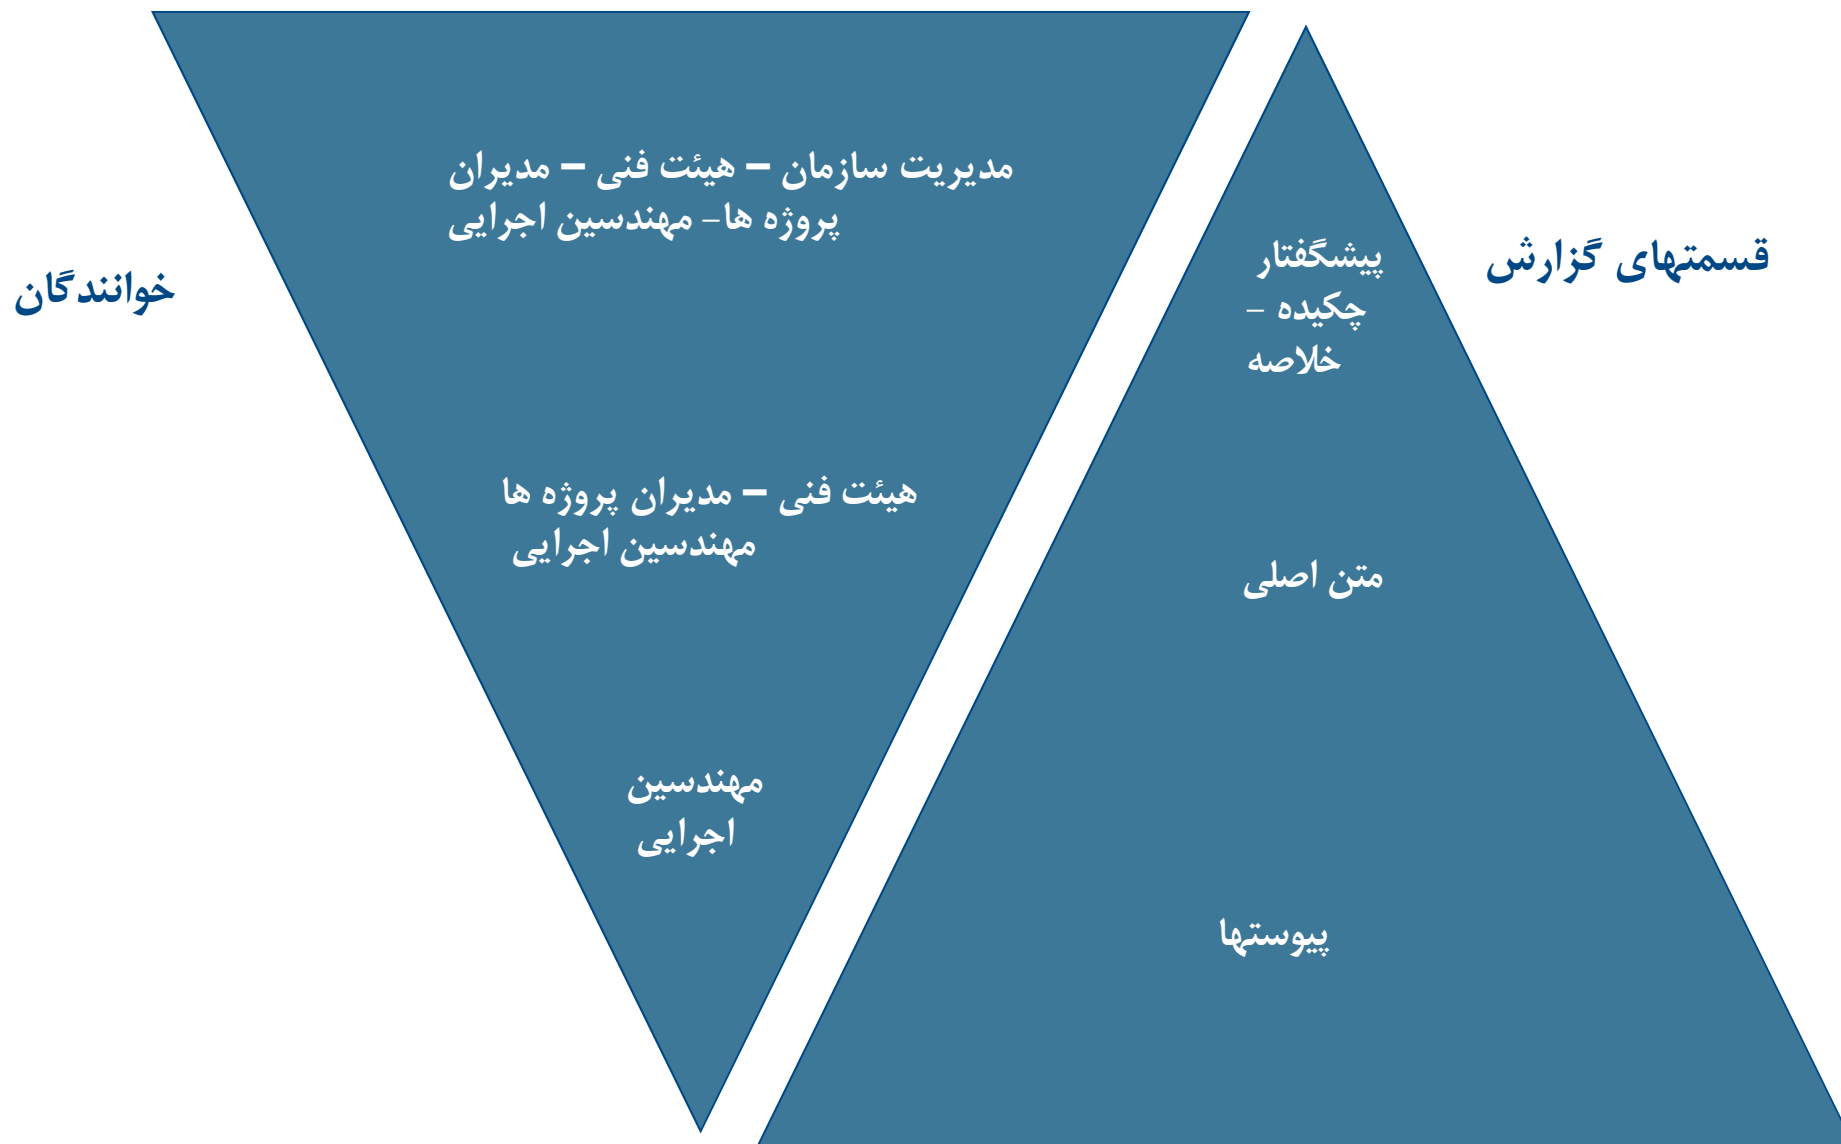 قسمتهای گزارش
پیشگفتار
چکیده -
خلاصه
متن اصلی
پیوستها
خوانندگان
مدیریت سازمان – هیئت فنی – مدیران
پروژه ها- مهندسین اجرایی
هیئت فنی – مدیران پروژه ها
مهندسین اجرایی
مهندسین
اجرایی